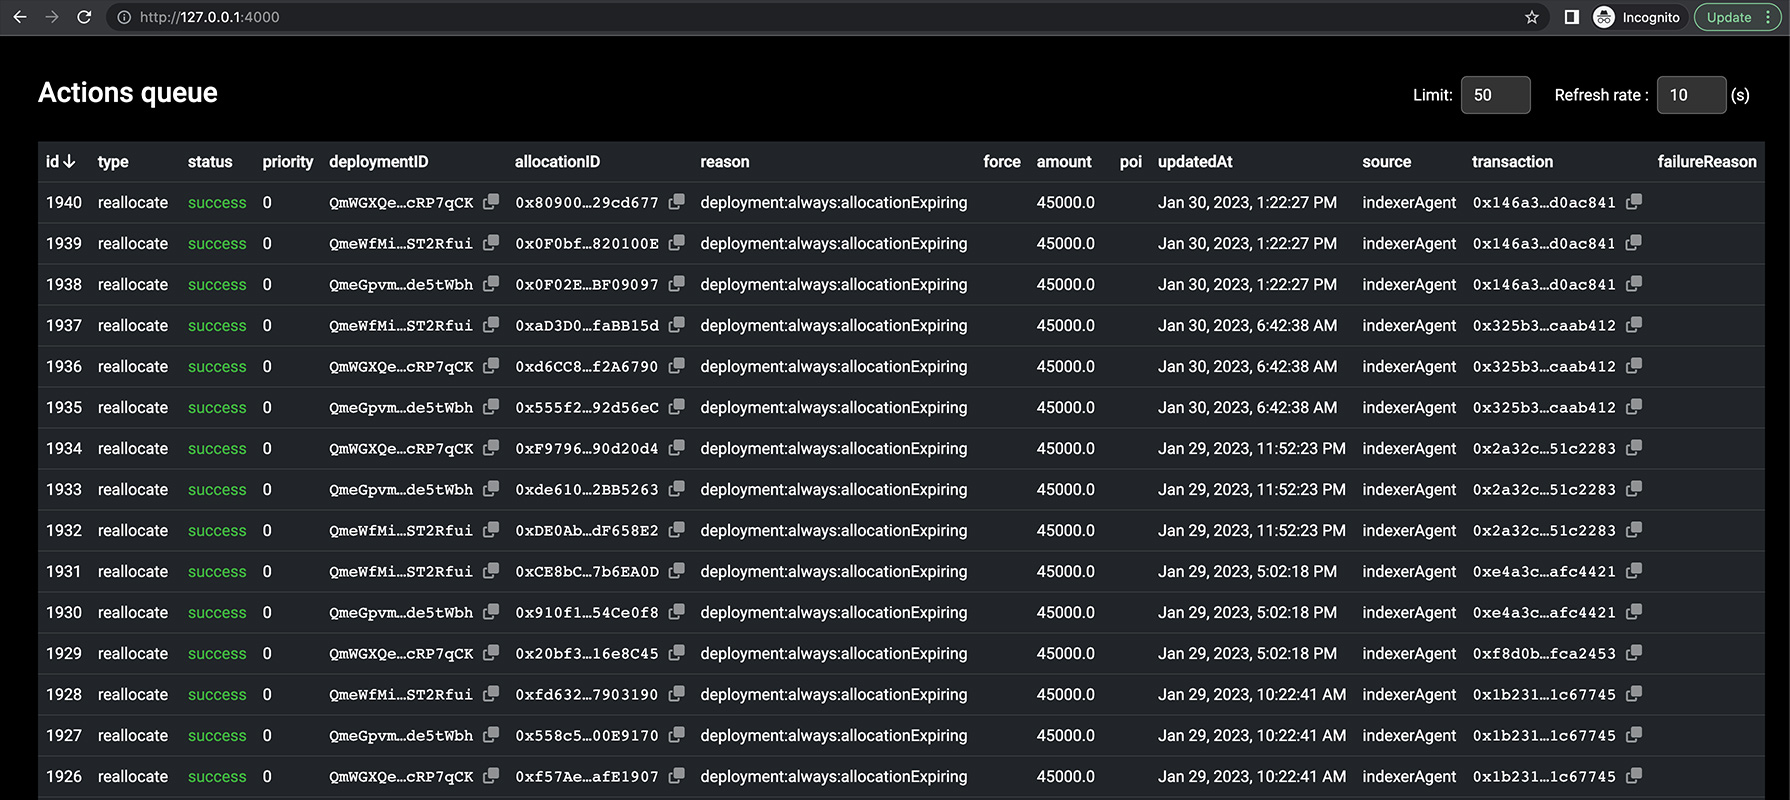 http://127.0.0.1:4000 Incognito Update
Actions queue Limit: 50 Refresh rate : 10 (s)
id↓ type status priority deploymentID allocationID reason force amount poi updatedAt source transaction failureReason
1940 reallocate success 0 QmWGXQe…cRP7qCK 0x80900…29cd677 deployment:always:allocationExpiring 45000.0 Jan 30, 2023, 1:22:27 PM indexerAgent 0x146a3…d0ac841
1939 reallocate success 0 QmeWfMi…ST2Rfui 0x0F0bf…820100E deployment:always:allocationExpiring 45000.0 Jan 30, 2023, 1:22:27 PM indexerAgent 0x146a3…d0ac841
1938 reallocate success 0 QmeGpvm…de5tWbh 0x0F02E…BF09097 deployment:always:allocationExpiring 45000.0 Jan 30, 2023, 1:22:27 PM indexerAgent 0x146a3…d0ac841
1937 reallocate success 0 QmeWfMi…ST2Rfui 0xaD3D0…faBB15d deployment:always:allocationExpiring 45000.0 Jan 30, 2023, 6:42:38 AM indexerAgent 0x325b3…caab412
1936 reallocate success 0 QmWGXQe…cRP7qCK 0xd6CC8…f2A6790 deployment:always:allocationExpiring 45000.0 Jan 30, 2023, 6:42:38 AM indexerAgent 0x325b3…caab412
1935 reallocate success 0 QmeGpvm…de5tWbh 0x555f2…92d56eC deployment:always:allocationExpiring 45000.0 Jan 30, 2023, 6:42:38 AM indexerAgent 0x325b3…caab412
1934 reallocate success 0 QmWGXQe…cRP7qCK 0xF9796…90d20d4 deployment:always:allocationExpiring 45000.0 Jan 29, 2023, 11:52:23 PM indexerAgent 0x2a32c…51c2283
1933 reallocate success 0 QmeGpvm…de5tWbh 0xde610…2BB5263 deployment:always:allocationExpiring 45000.0 Jan 29, 2023, 11:52:23 PM indexerAgent 0x2a32c…51c2283
1932 reallocate success 0 QmeWfMi…ST2Rfui 0xDE0Ab…dF658E2 deployment:always:allocationExpiring 45000.0 Jan 29, 2023, 11:52:23 PM indexerAgent 0x2a32c…51c2283
1931 reallocate success 0 QmeWfMi…ST2Rfui 0xCE8bC…7b6EA0D deployment:always:allocationExpiring 45000.0 Jan 29, 2023, 5:02:18 PM indexerAgent 0xe4a3c…afc4421
1930 reallocate success 0 QmeGpvm…de5tWbh 0x910f1…54Ce0f8 deployment:always:allocationExpiring 45000.0 Jan 29, 2023, 5:02:18 PM indexerAgent 0xe4a3c…afc4421
1929 reallocate success 0 QmWGXQe…cRP7qCK 0x20bf3…16e8C45 deployment:always:allocationExpiring 45000.0 Jan 29, 2023, 5:02:18 PM indexerAgent 0xf8d0b…fca2453
1928 reallocate success 0 QmeWfMi…ST2Rfui 0xfd632…7903190 deployment:always:allocationExpiring 45000.0 Jan 29, 2023, 10:22:41 AM indexerAgent 0x1b231…1c67745
1927 reallocate success 0 QmeGpvm…de5tWbh 0x558c5…00E9170 deployment:always:allocationExpiring 45000.0 Jan 29, 2023, 10:22:41 AM indexerAgent 0x1b231…1c67745
1926 reallocate success 0 QmWGXQe…cRP7qCK 0xf57Ae…afE1907 deployment:always:allocationExpiring 45000.0 Jan 29, 2023, 10:22:41 AM indexerAgent 0x1b231…1c67745